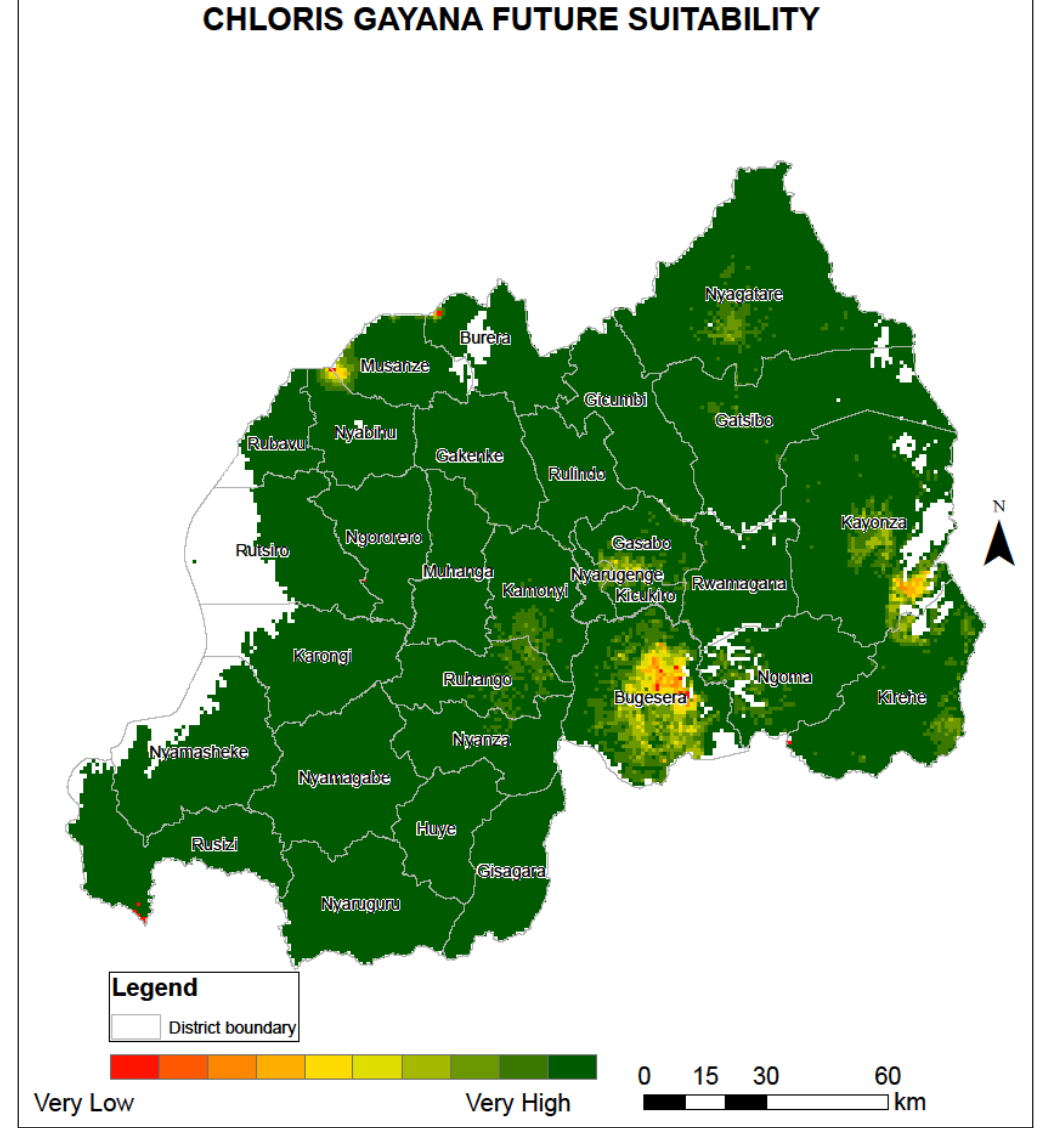 CHLORIS GAYANA FUTURE SUITABILITY
Nyagatare
Burera
Musanze
Gicumbi
Gatsibo
Rubavu
Nyabihu
Gakenke
Rulindo
Kayonza
N
Ngororero
Gasabo
Rutsiro
Muhanga
Nyarugenge
Kamonyi
Kicukiro
Rwamagana
Karongi
Ruhango
Ngoma
Bugesera
Kirehe
Nyanza
Nyamasheke
Nyamagabe
Huye
Rusizi
Gisagara
Nyaruguru
Legend
District boundary
0 15 30 60
km
Very Low Very High